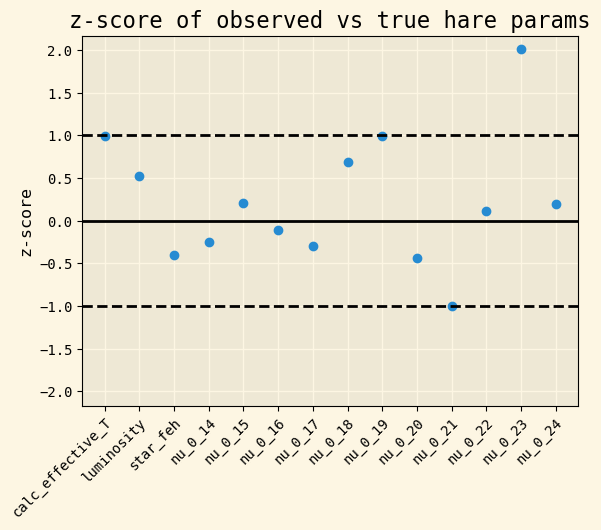 z-score of observed vs true hare params
z-score
2.0
1.5
1.0
0.5
0.0
−0.5
−1.0
−1.5
−2.0
calc_effective_T
luminosity
star_feh
nu_0_14
nu_0_15
nu_0_16
nu_0_17
nu_0_18
nu_0_19
nu_0_20
nu_0_21
nu_0_22
nu_0_23
nu_0_24